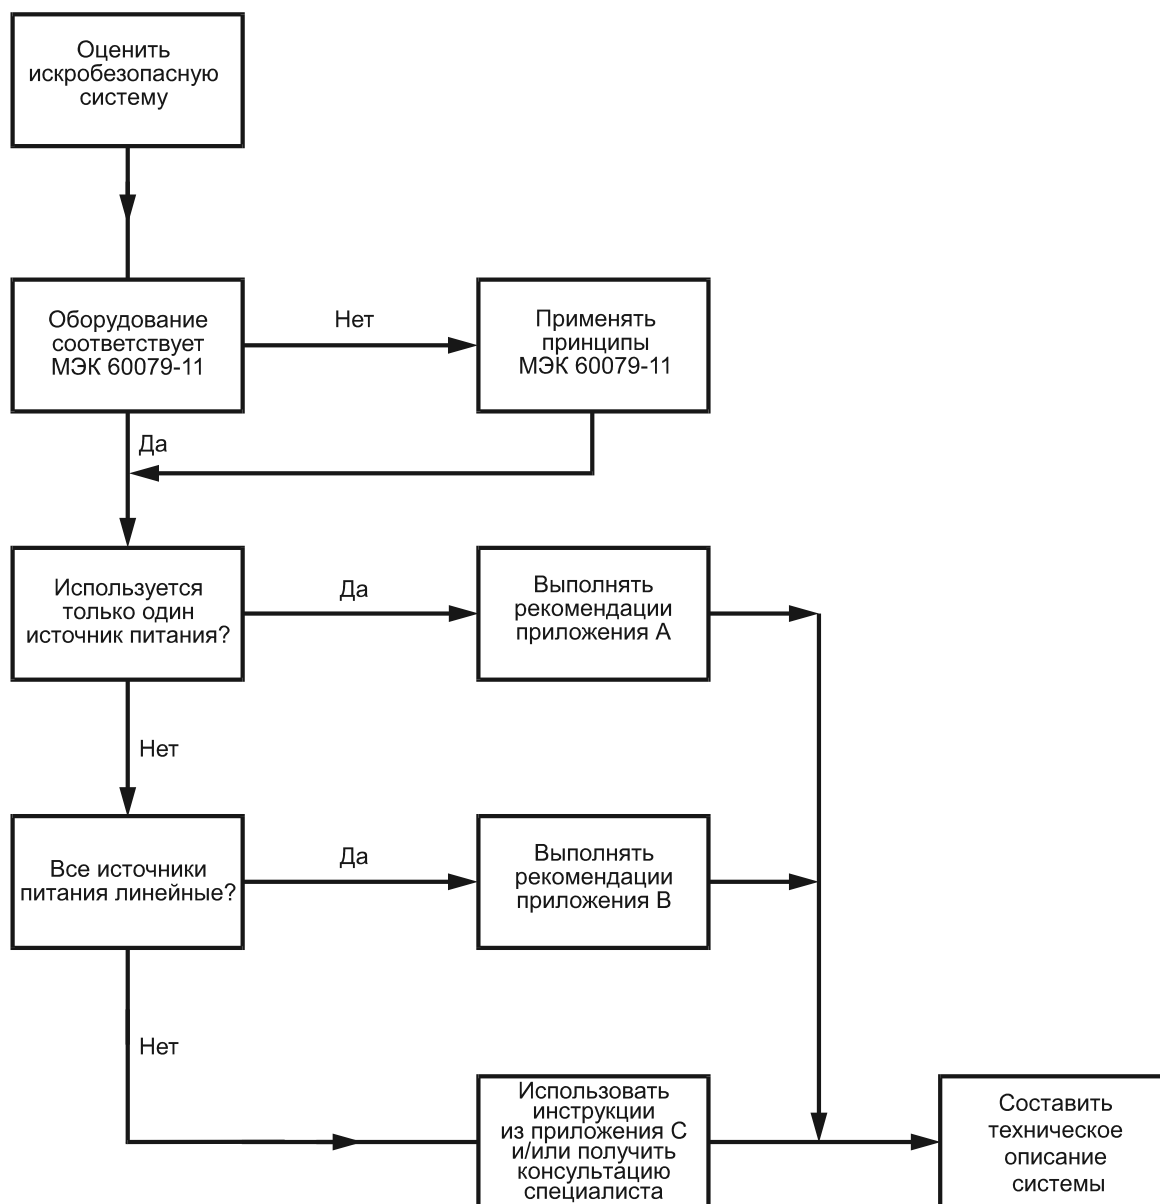 Оценить
искробезопасную
систему
Оборудование
соответствует
МЭК 60079-11
Нет
Применять
принципы
МЭК 60079-11
Да
Используется
только один
источник питания?
Да
Выполнять
рекомендации
приложения А
Нет
Все источники
питания линейные?
Да
Выполнять
рекомендации
приложения В
Нет
Использовать
инструкции
из приложения С
и/или получить
консультацию
специалиста
Составить
техническое
описание
системы